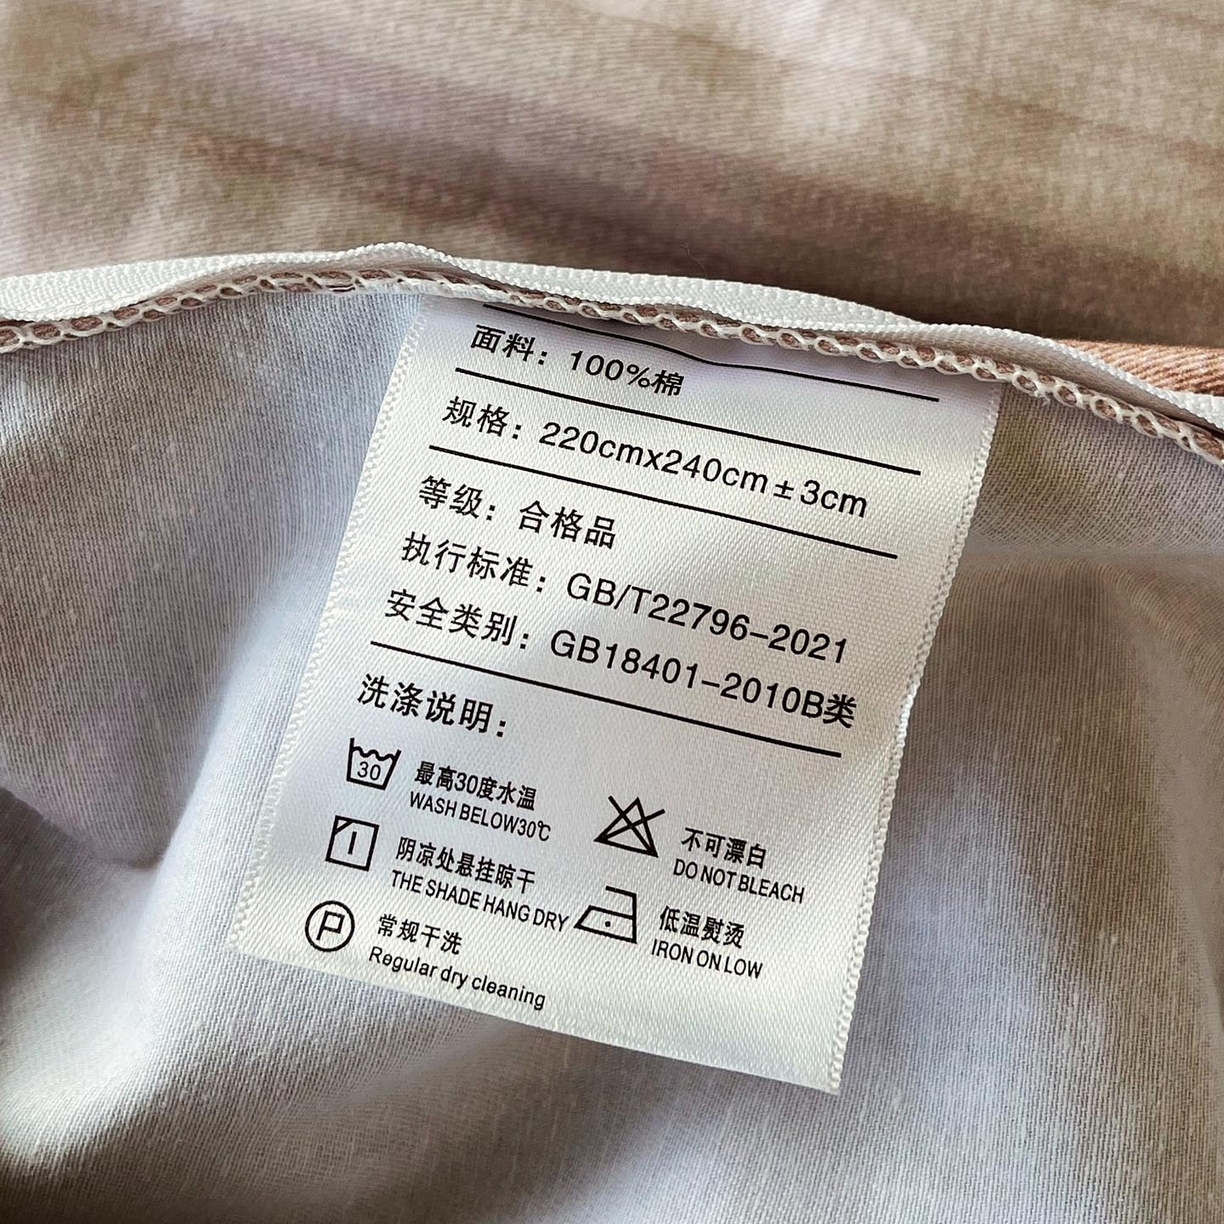 面料：100%棉
规格：220cmx240cm±3cm
等级：合格品
执行标准：GB/T22796-2021
安全类别：GB18401-2010B类
洗涤说明：
30
最高30度水温
WASH BELOW30℃
不可漂白
DO NOT BLEACH
阴凉处悬挂晾干
THE SHADE HANG DRY
低温熨烫
IRON ON LOW
P
常规干洗
Regular dry cleaning